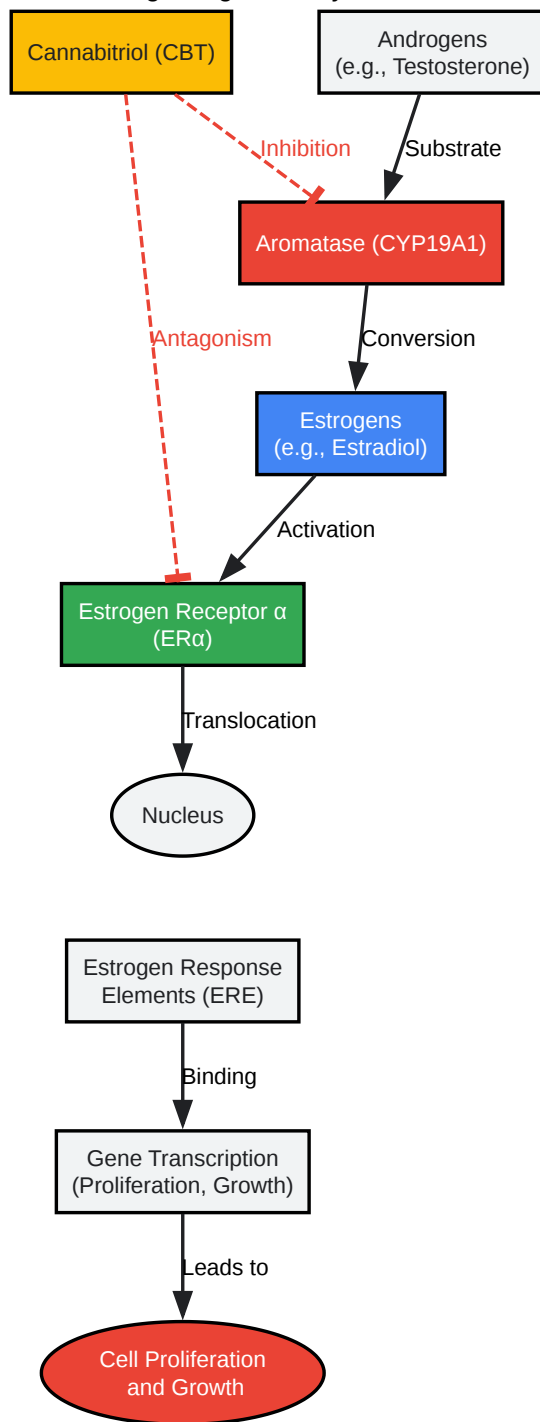 Cannabitriol (CBT)
Androgens
(e.g., Testosterone)
Inhibition
Substrate
Aromatase (CYP19A1)
Antagonism
Conversion
Estrogens
(e.g., Estradiol)
Activation
Estrogen Receptor α
(ERα)
Translocation
Nucleus
Estrogen Response
Elements (ERE)
Binding
Gene Transcription
(Proliferation, Growth)
Leads to
Cell Proliferation
and Growth